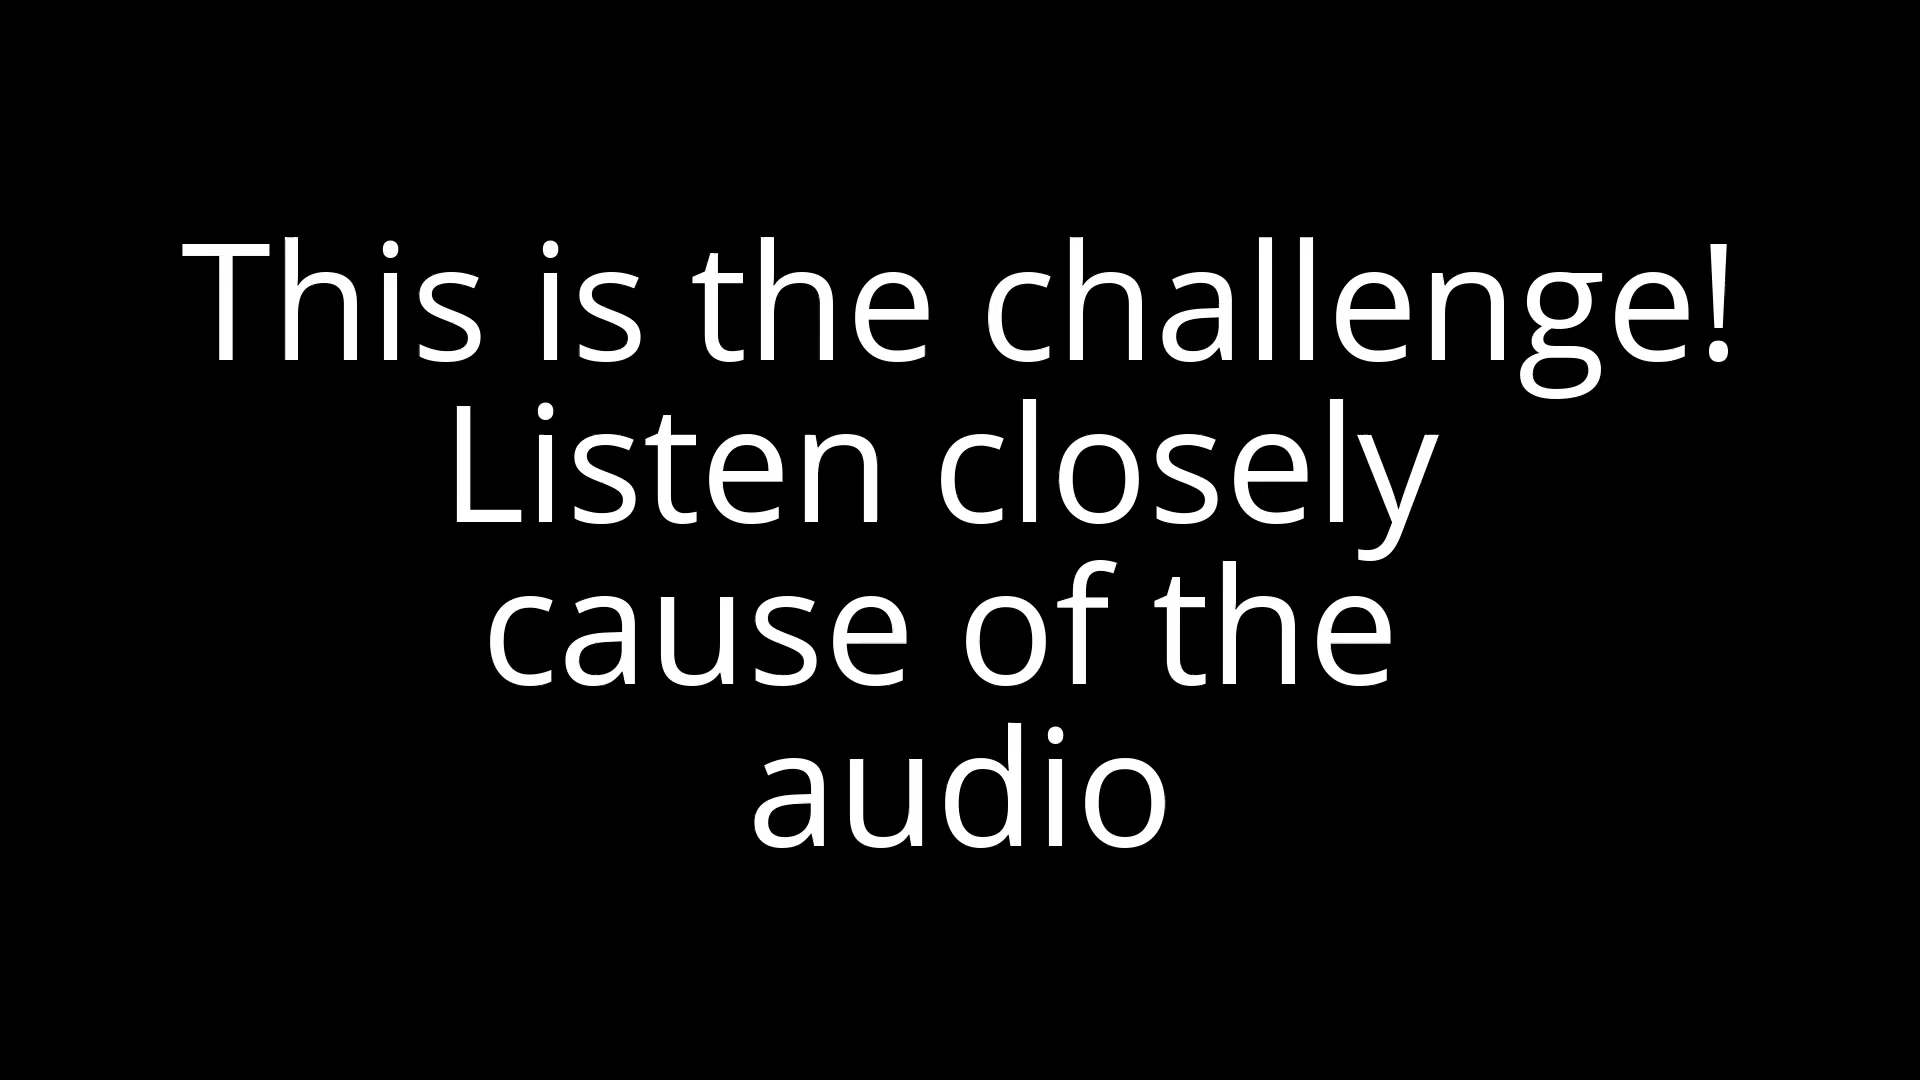 This is the challenge!
Listen closely
cause of the
audio